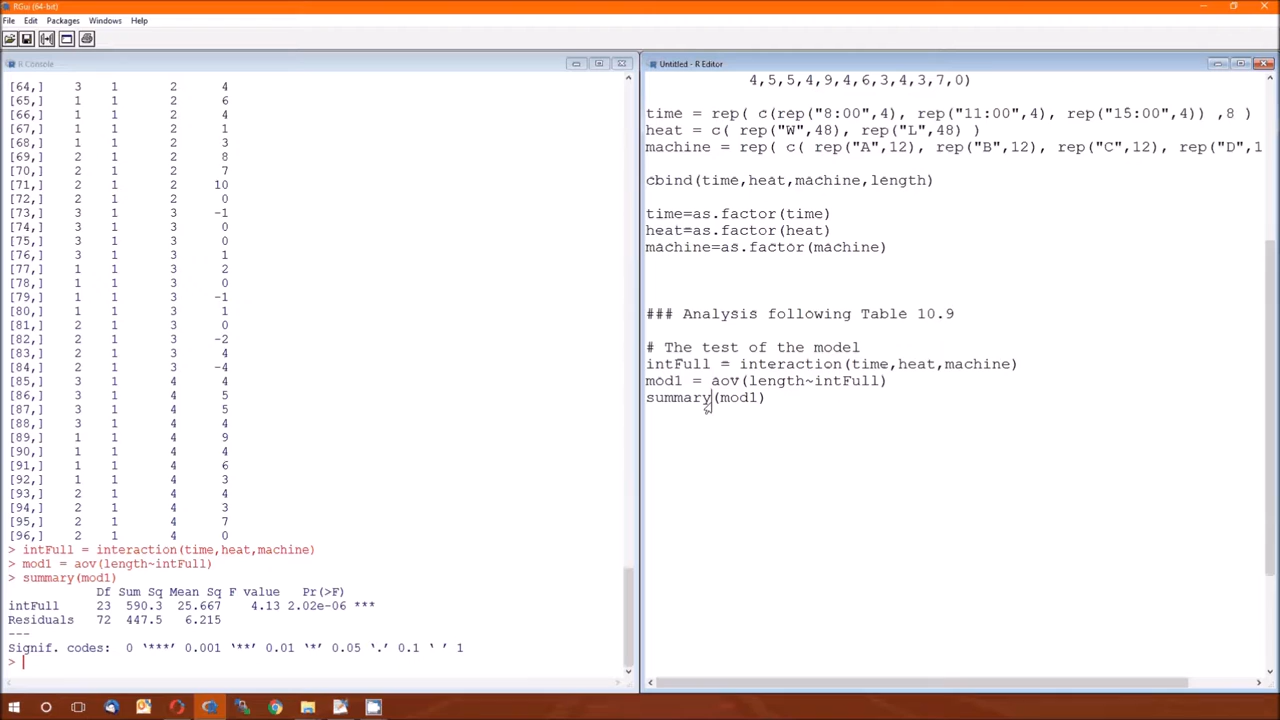 RGui (64-bit)
File Edit Packages Windows Help
R Console
[64,] 3 1 2 4
[65,] 1 1 2 6
[66,] 1 1 2 4
[67,] 1 1 2 1
[68,] 1 1 2 3
[69,] 2 1 2 8
[70,] 2 1 2 7
[71,] 2 1 2 10
[72,] 2 1 2 0
[73,] 3 1 3 -1
[74,] 3 1 3 0
[75,] 3 1 3 0
[76,] 3 1 3 1
[77,] 1 1 3 2
[78,] 1 1 3 0
[79,] 1 1 3 -1
[80,] 1 1 3 1
[81,] 2 1 3 0
[82,] 2 1 3 -2
[83,] 2 1 3 4
[84,] 2 1 3 -4
[85,] 3 1 4 4
[86,] 3 1 4 5
[87,] 3 1 4 5
[88,] 3 1 4 4
[89,] 1 1 4 9
[90,] 1 1 4 4
[91,] 1 1 4 6
[92,] 1 1 4 3
[93,] 2 1 4 4
[94,] 2 1 4 3
[95,] 2 1 4 7
[96,] 2 1 4 0
> intFull = interaction(time,heat,machine)
> mod1 = aov(length~intFull)
> summary(mod1)
Df Sum Sq Mean Sq F value Pr(>F)
intFull 23 590.3 25.667 4.13 2.02e-06 ***
Residuals 72 447.5 6.215
---
Signif. codes: 0 ‘***’ 0.001 ‘**’ 0.01 ‘*’ 0.05 ‘.’ 0.1 ‘ ’ 1
>
Untitled - R Editor
4,5,5,4,9,4,6,3,4,3,7,0)
time = rep( c(rep("8:00",4), rep("11:00",4), rep("15:00",4)) ,8 )
heat = c( rep("W",48), rep("L",48) )
machine = rep( c( rep("A",12), rep("B",12), rep("C",12), rep("D",1
cbind(time,heat,machine,length)
time=as.factor(time)
heat=as.factor(heat)
machine=as.factor(machine)
### Analysis following Table 10.9
# The test of the model
intFull = interaction(time,heat,machine)
mod1 = aov(length~intFull)
summary(mod1)